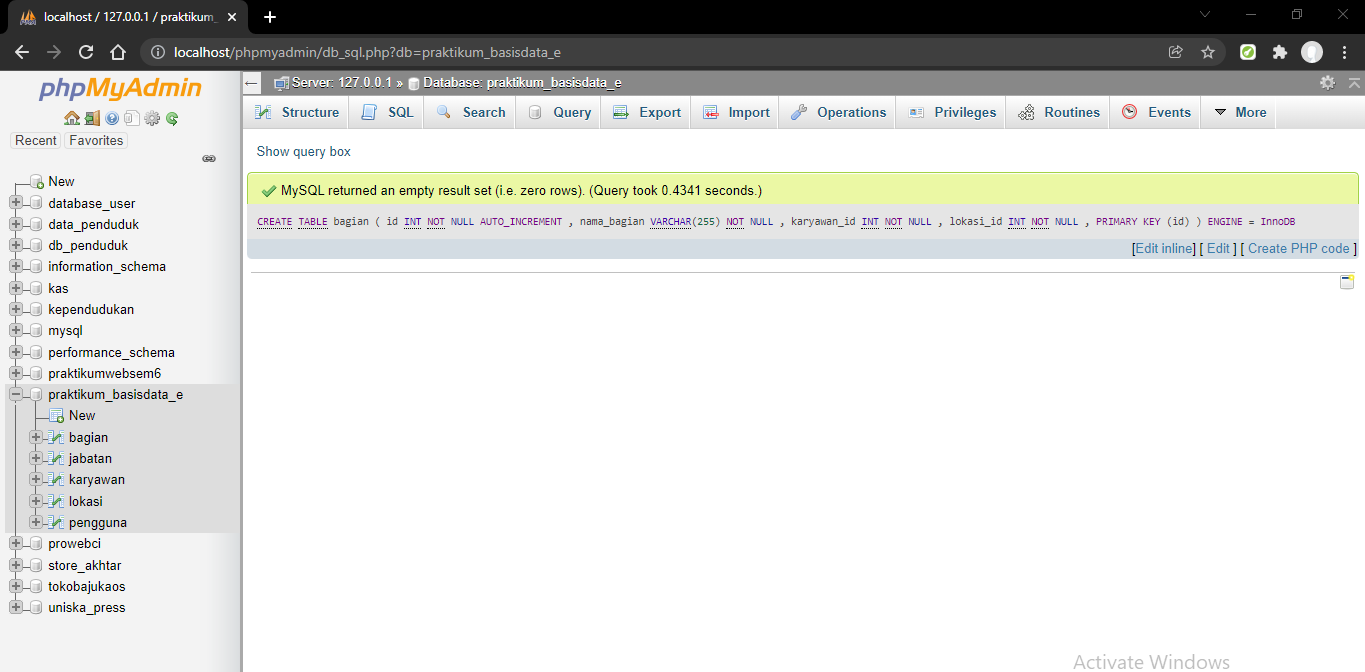 localhost / 127.0.0.1 / praktikum_
localhost/phpmyadmin/db_sql.php?db=praktikum_basisdata_e
phpMyAdmin
Recent Favorites
New
database_user
data_penduduk
db_penduduk
information_schema
kas
kependudukan
mysql
performance_schema
praktikumwebsem6
praktikum_basisdata_e
New
bagian
jabatan
karyawan
lokasi
pengguna
prowebci
store_akhtar
tokobajukaos
uniska_press
Server: 127.0.0.1 » Database: praktikum_basisdata_e
Structure SQL Search Query Export Import Operations Privileges Routines Events More
Show query box
MySQL returned an empty result set (i.e. zero rows). (Query took 0.4341 seconds.)
CREATE TABLE bagian ( id INT NOT NULL AUTO_INCREMENT , nama_bagian VARCHAR(255) NOT NULL , karyawan_id INT NOT NULL , lokasi_id INT NOT NULL , PRIMARY KEY (id) ) ENGINE = InnoDB
[Edit inline] [ Edit ] [ Create PHP code ]
Activate Windows